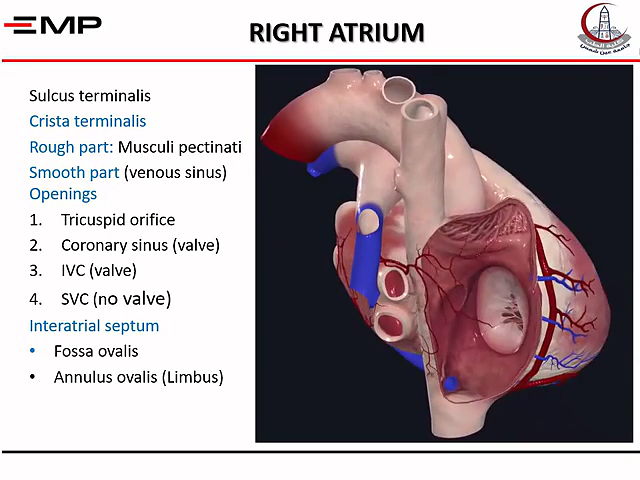 EMP
RIGHT ATRIUM
Sulcus terminalis
Crista terminalis
Rough part: Musculi pectinati
Smooth part (venous sinus)
Openings
1. Tricuspid orifice
2. Coronary sinus (valve)
3. IVC (valve)
4. SVC (no valve)
Interatrial septum
• Fossa ovalis
• Annulus ovalis (Limbus)